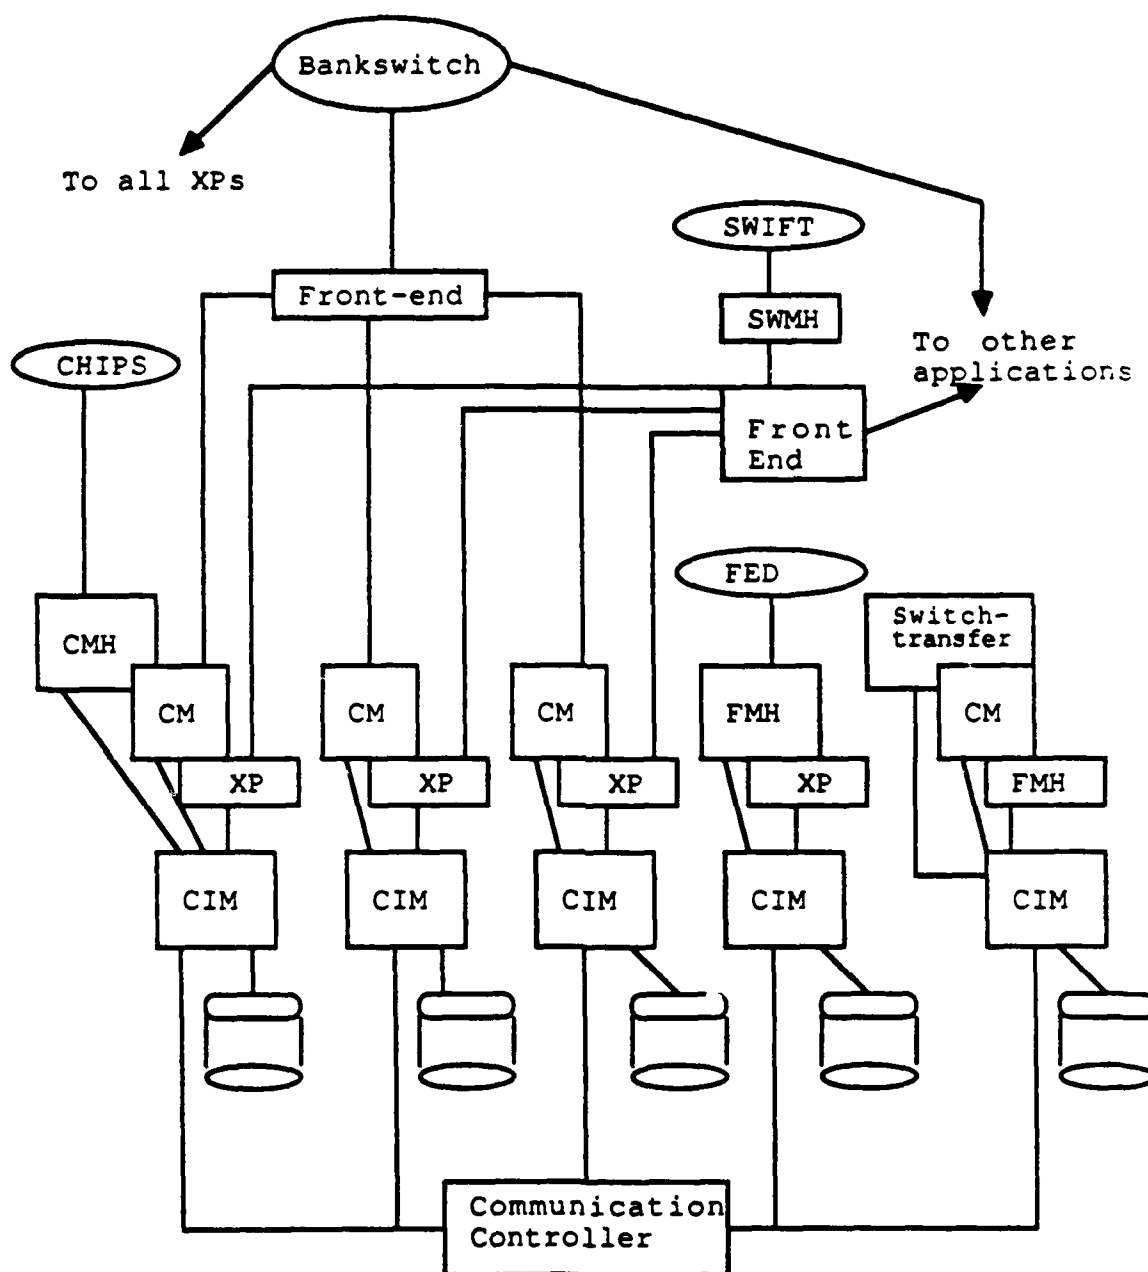 Bankswitch
To all XPs
SWIFT
Front-end
SWMH
CHIPS
To other
applications
Front
End
FED
CMH
Switch-
transfer
CM
CM
CM
FMH
CM
XP
XP
XP
XP
FMH
CIM
CIM
CIM
CIM
CIM
Communication
Controller